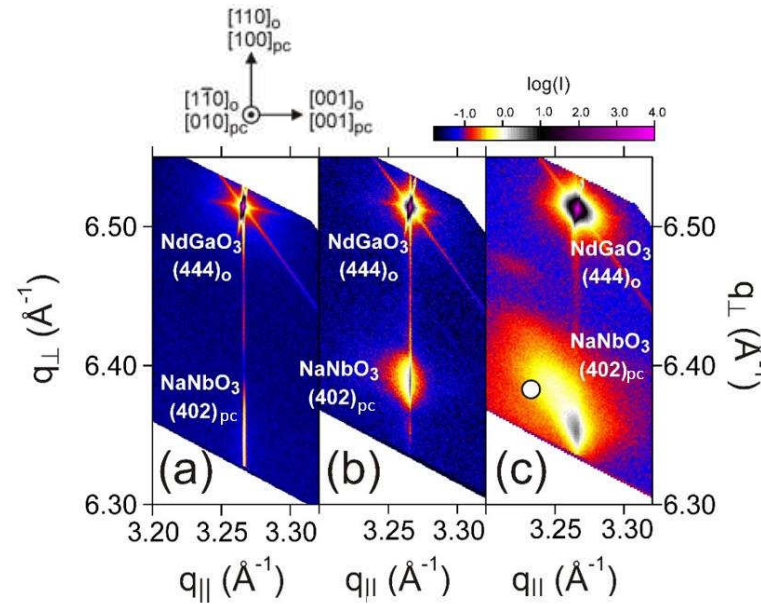 [110]o
[100]pc
[11̅0]o
[010]pc
[001]o
[001]pc
log(I)
-1.0 0.0 1.0 2.0 3.0 4.0
q⊥ (Å⁻¹)
6.50
6.40
6.30
NdGaO3
(444)o
NaNbO3
(402)pc
(a)
NdGaO3
(444)o
NaNbO3
(402)pc
(b)
NdGaO3
(444)o
NaNbO3
(402)pc
(c)
6.50
6.40
6.30
q⊥ (Å⁻¹)
3.20 3.25 3.30
3.25 3.30
3.25 3.30
q|| (Å⁻¹)
q|| (Å⁻¹)
q|| (Å⁻¹)